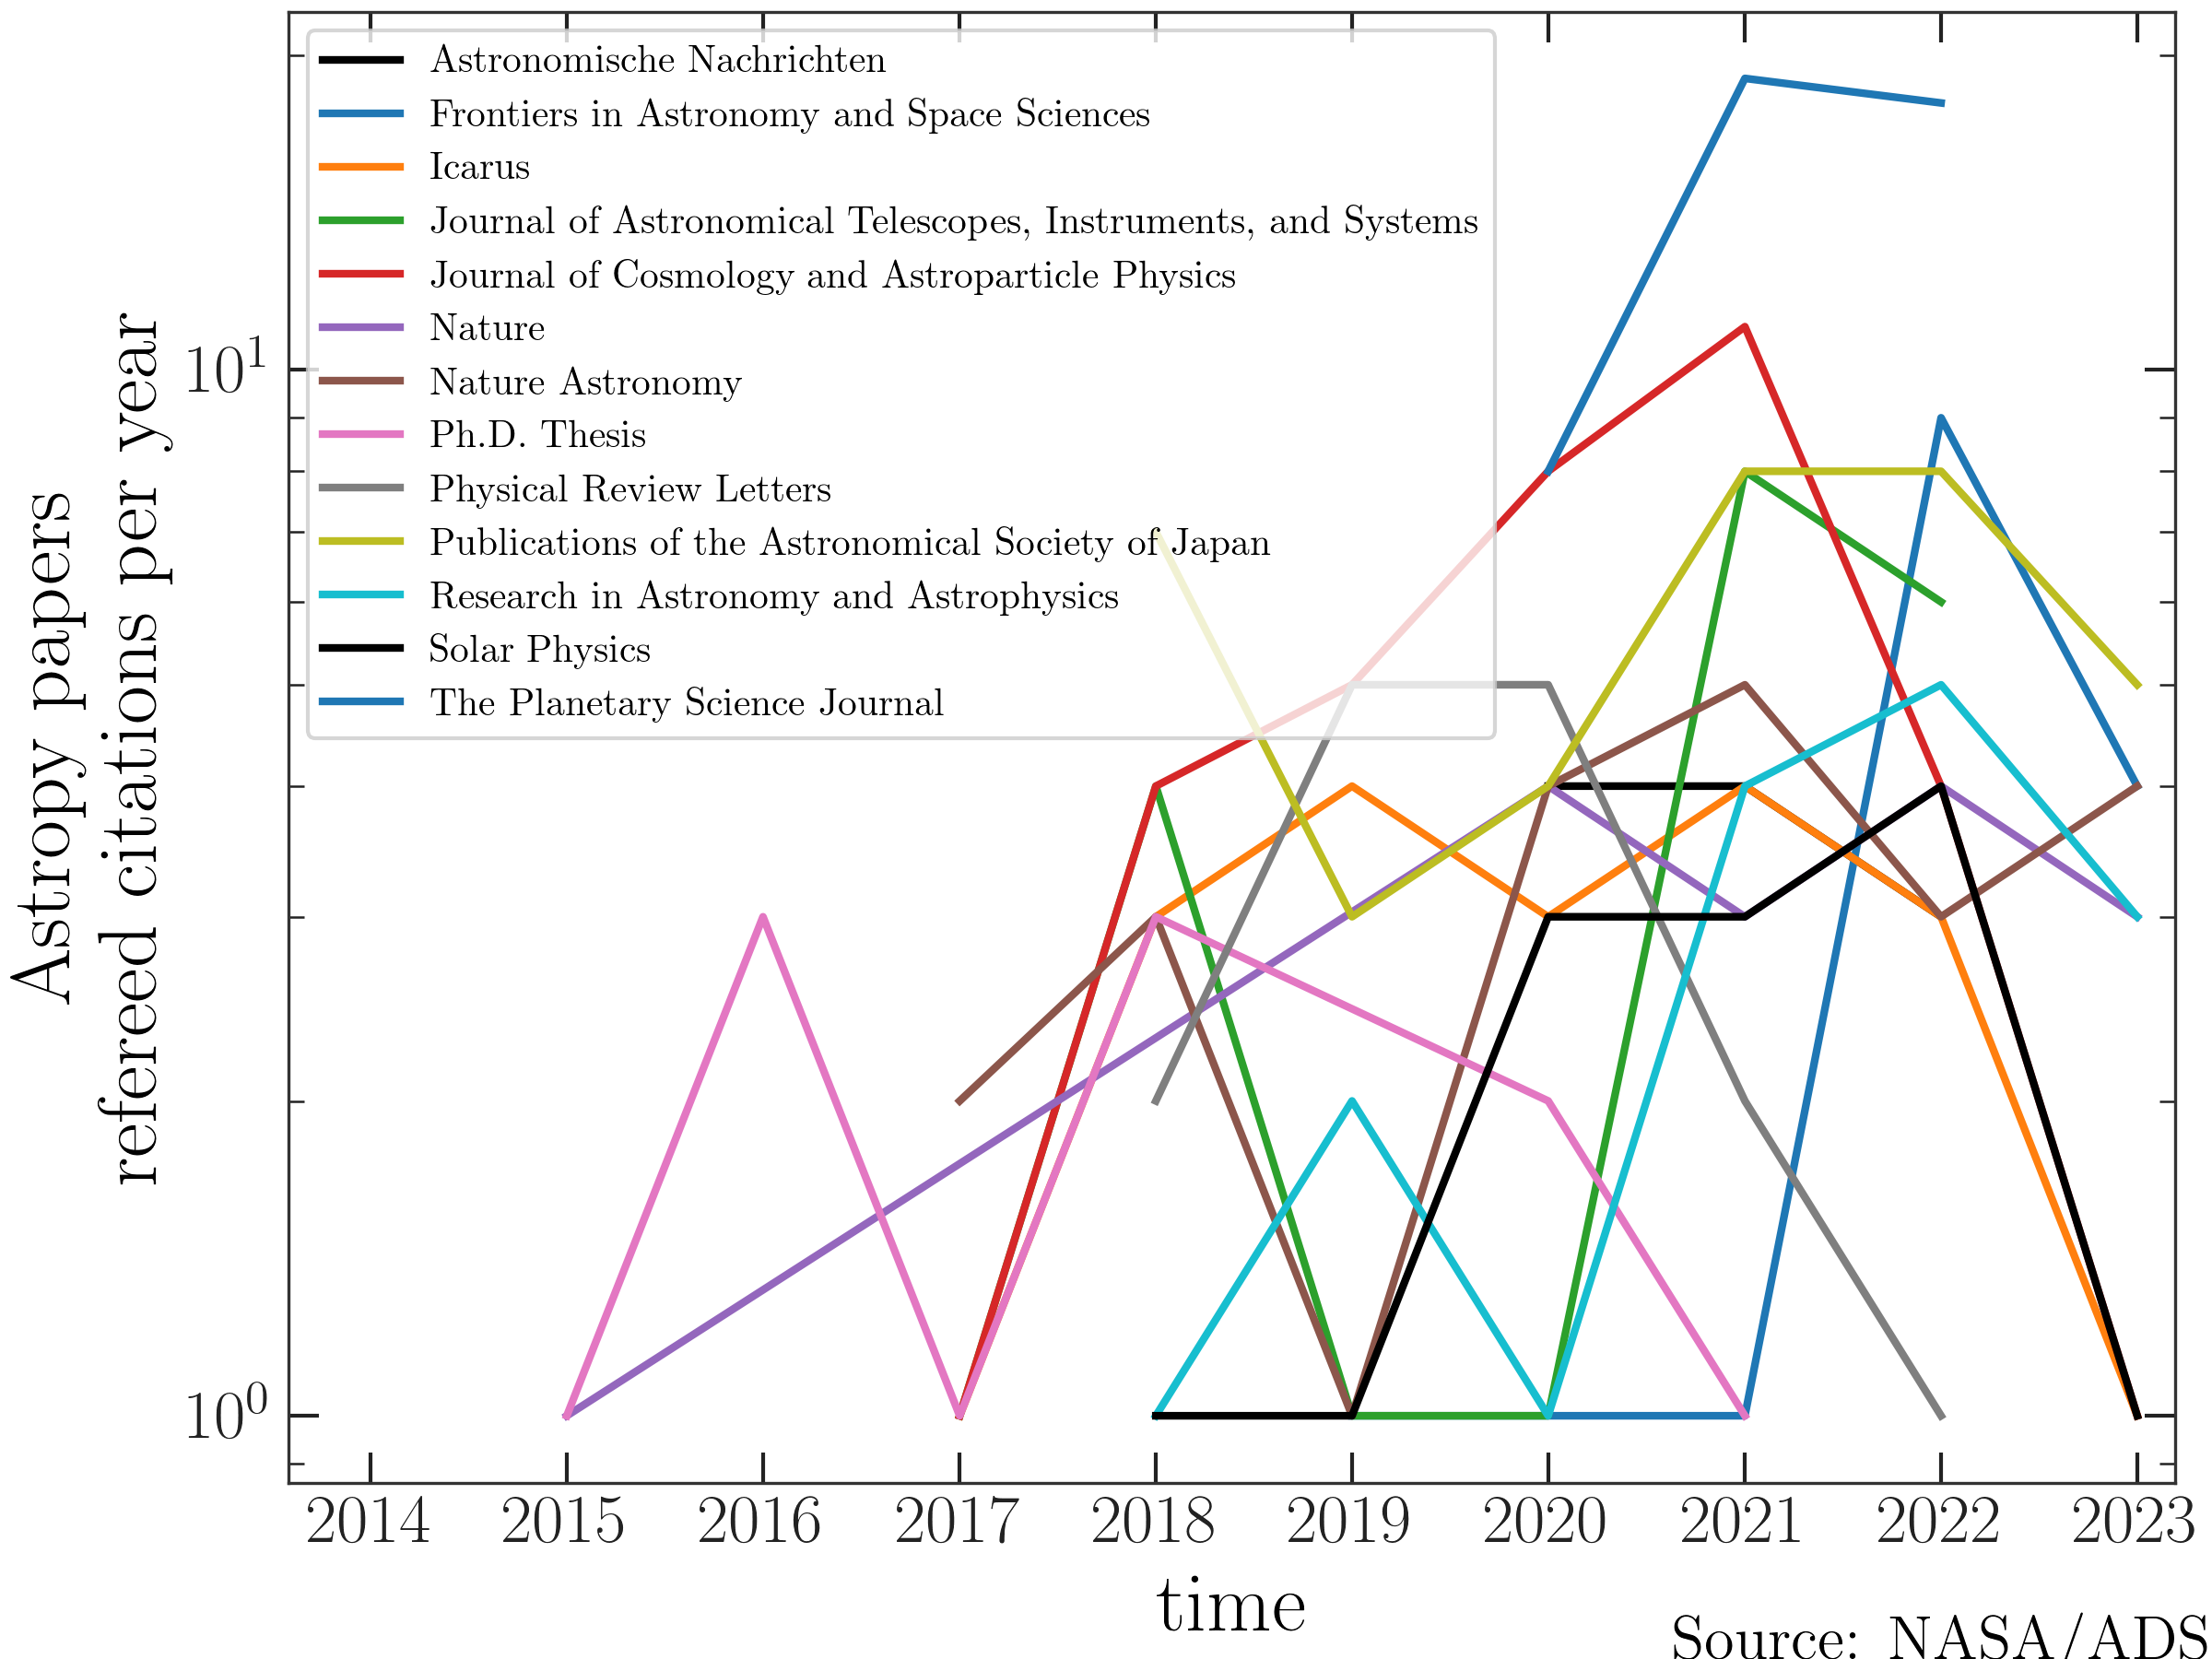 Astropy papers
refereed citations per year
10^1
10^0
Astronomische Nachrichten
Frontiers in Astronomy and Space Sciences
Icarus
Journal of Astronomical Telescopes, Instruments, and Systems
Journal of Cosmology and Astroparticle Physics
Nature
Nature Astronomy
Ph.D. Thesis
Physical Review Letters
Publications of the Astronomical Society of Japan
Research in Astronomy and Astrophysics
Solar Physics
The Planetary Science Journal
2014 2015 2016 2017 2018 2019 2020 2021 2022 2023
time
Source: NASA/ADS